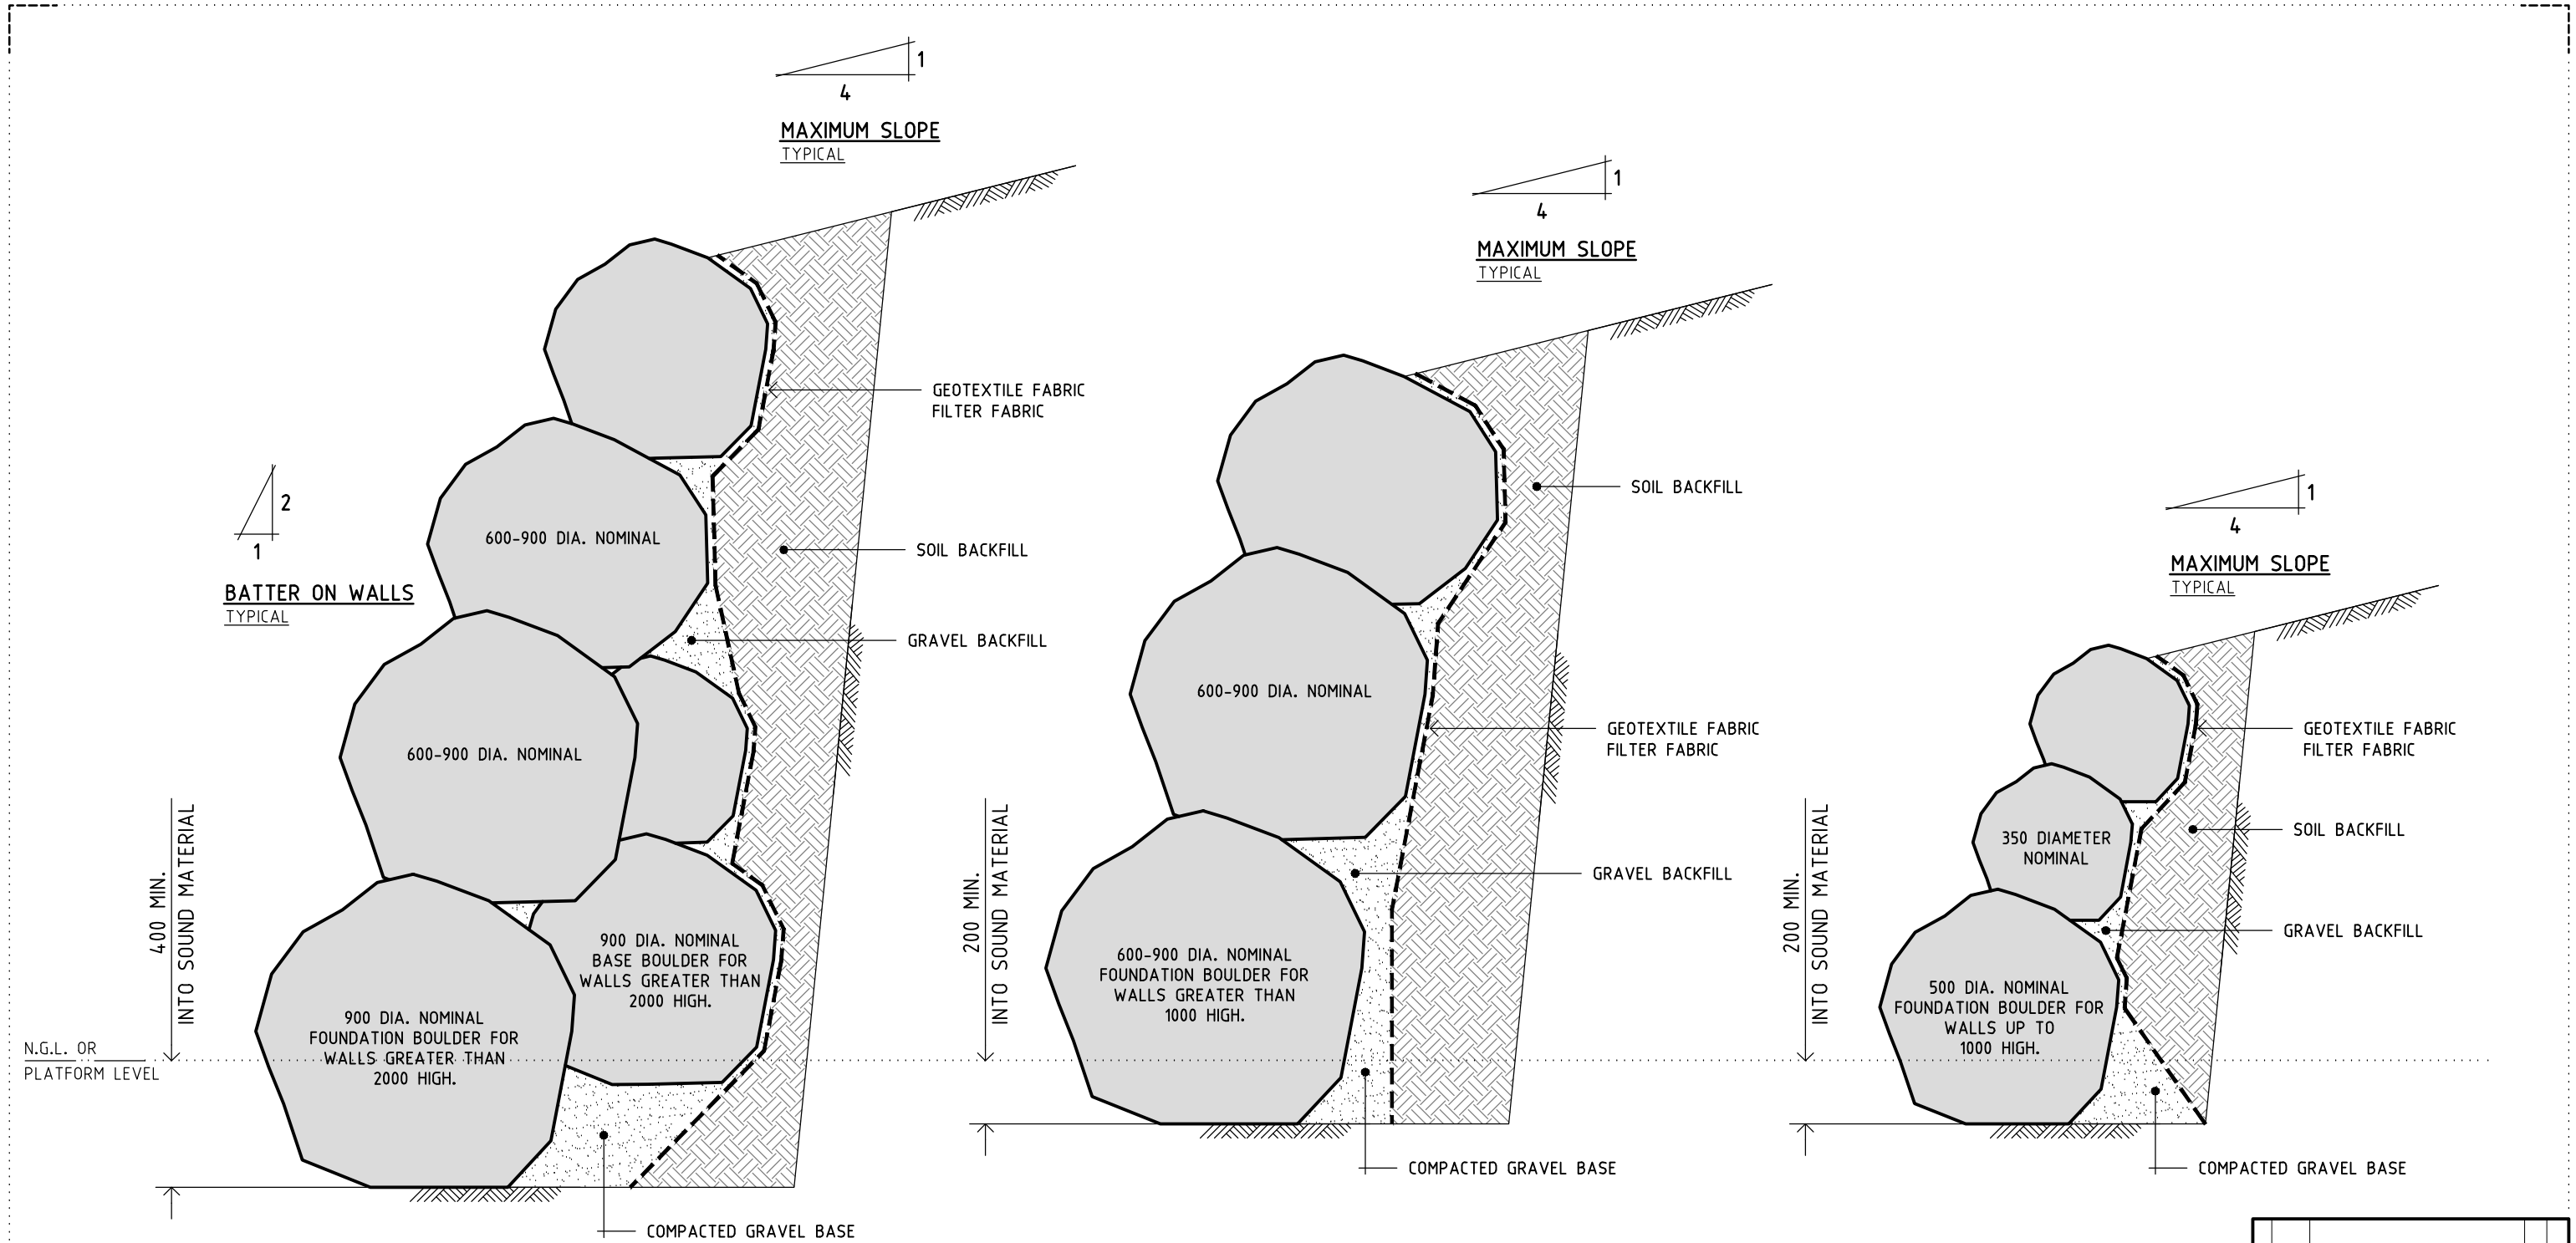 1
4
MAXIMUM SLOPE
TYPICAL
GEOTEXTILE FABRIC
FILTER FABRIC
2
1
BATTER ON WALLS
TYPICAL
600-900 DIA. NOMINAL
SOIL BACKFILL
GRAVEL BACKFILL
600-900 DIA. NOMINAL
400 MIN.
INTO SOUND MATERIAL
900 DIA. NOMINAL
BASE BOULDER FOR
WALLS GREATER THAN
2000 HIGH.
900 DIA. NOMINAL
FOUNDATION BOULDER FOR
WALLS GREATER THAN
2000 HIGH.
N.G.L. OR
PLATFORM LEVEL
COMPACTED GRAVEL BASE
1
4
MAXIMUM SLOPE
TYPICAL
SOIL BACKFILL
600-900 DIA. NOMINAL
GEOTEXTILE FABRIC
FILTER FABRIC
GRAVEL BACKFILL
200 MIN.
INTO SOUND MATERIAL
600-900 DIA. NOMINAL
FOUNDATION BOULDER FOR
WALLS GREATER THAN
1000 HIGH.
COMPACTED GRAVEL BASE
1
4
MAXIMUM SLOPE
TYPICAL
GEOTEXTILE FABRIC
FILTER FABRIC
SOIL BACKFILL
350 DIAMETER
NOMINAL
GRAVEL BACKFILL
200 MIN.
INTO SOUND MATERIAL
500 DIA. NOMINAL
FOUNDATION BOULDER FOR
WALLS UP TO
1000 HIGH.
COMPACTED GRAVEL BASE